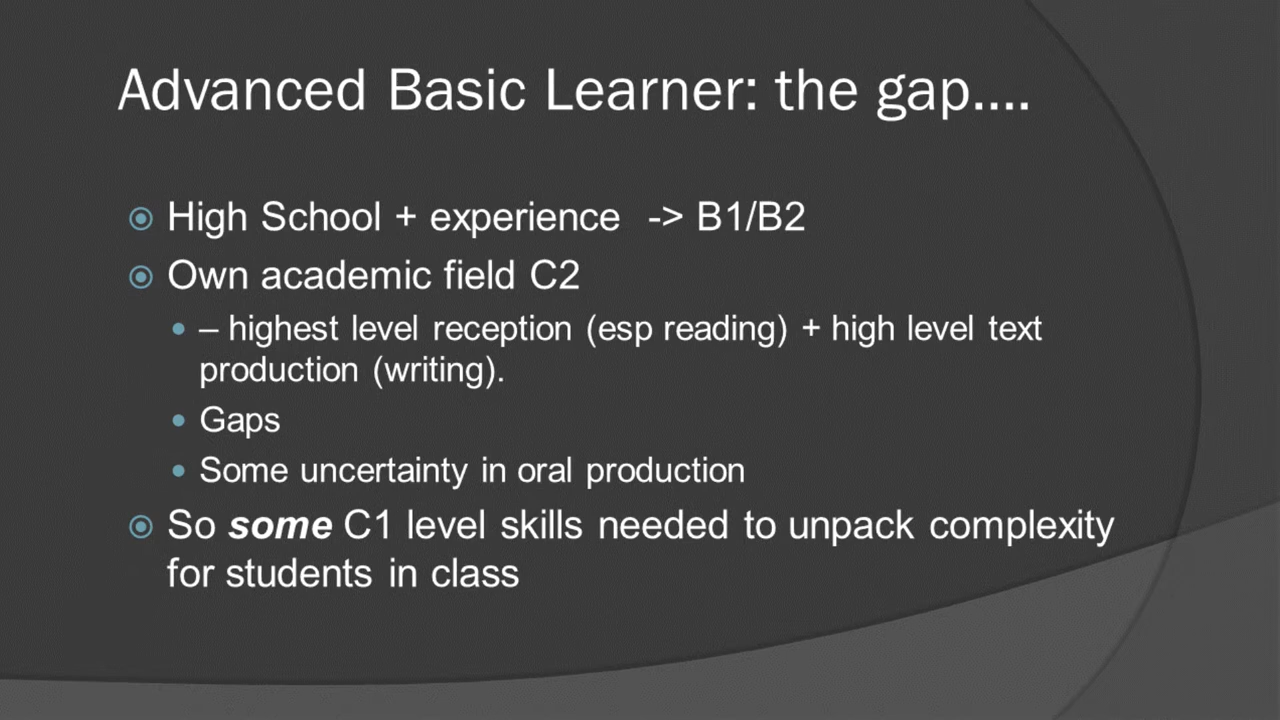 Advanced Basic Learner: the gap....
High School + experience -> B1/B2
Own academic field C2
– highest level reception (esp reading) + high level text
production (writing).
Gaps
Some uncertainty in oral production
So some C1 level skills needed to unpack complexity
for students in class